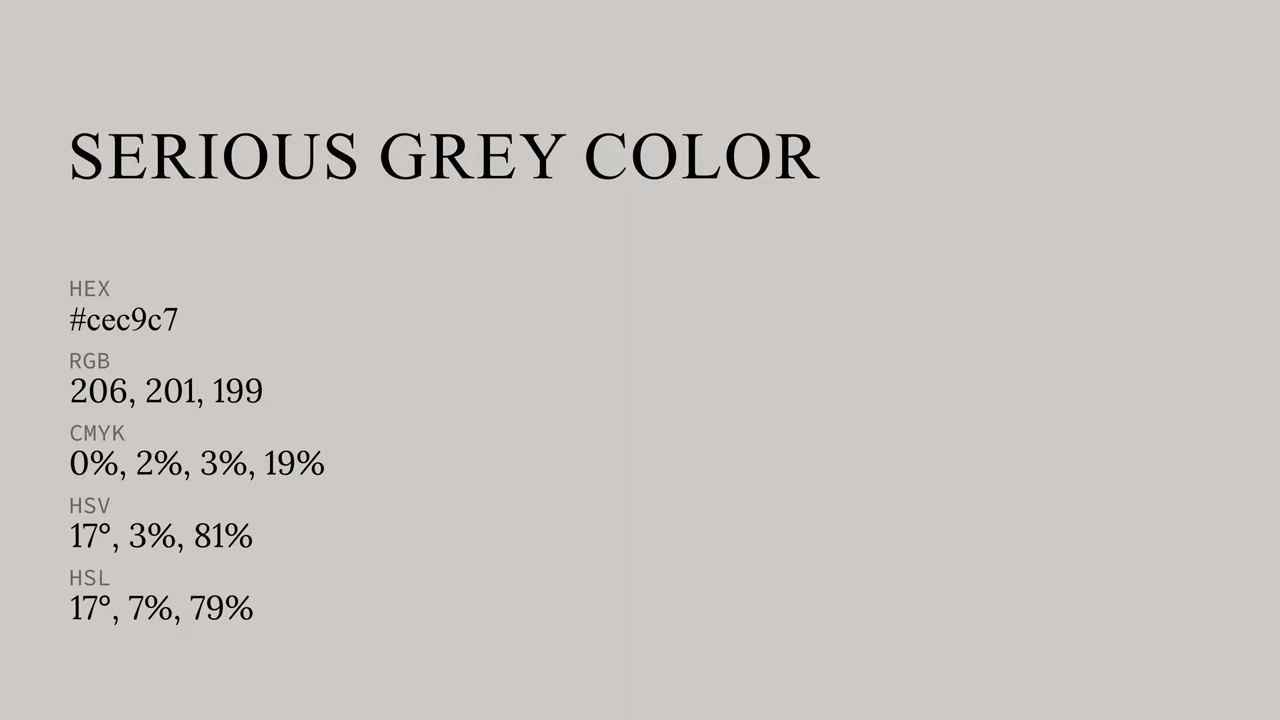 SERIOUS GREY COLOR
HEX
#cec9c7
RGB
206, 201, 199
CMYK
0%, 2%, 3%, 19%
HSV
17°, 3%, 81%
HSL
17°, 7%, 79%